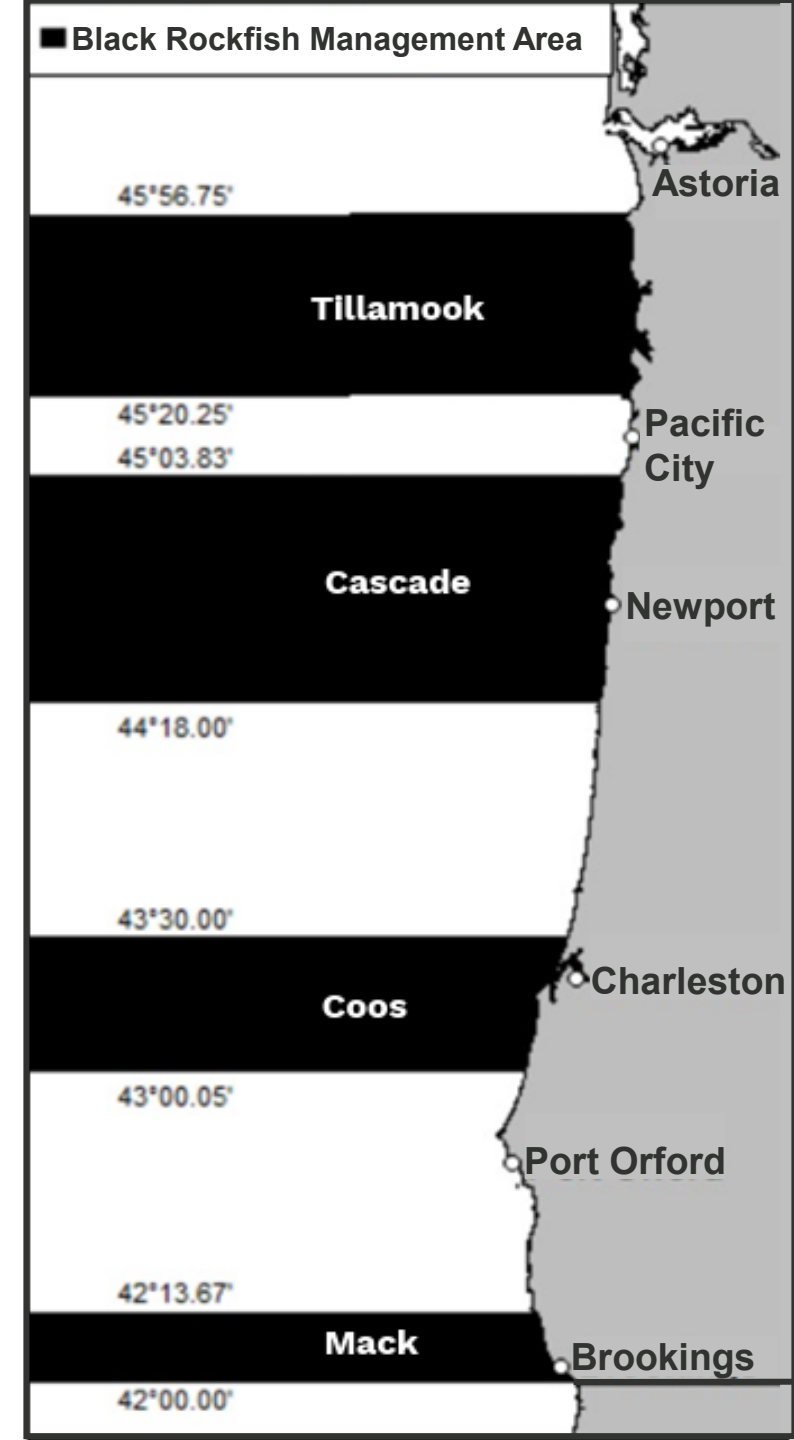 Black Rockfish Management Area
Astoria
45°56.75'
Tillamook
45°20.25'
Pacific
City
45°03.83'
Cascade
Newport
44°18.00'
43°30.00'
Charleston
Coos
43°00.05'
Port Orford
42°13.67'
Mack
Brookings
42°00.00'